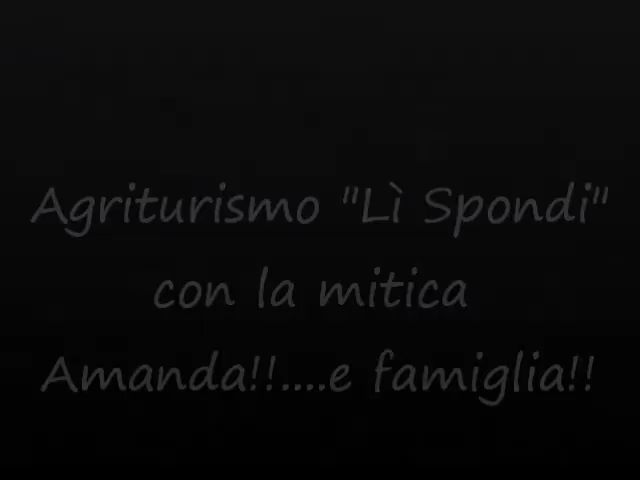 Agriturismo "Lì Spondi"
con la mitica
Amanda!!....e famiglia!!